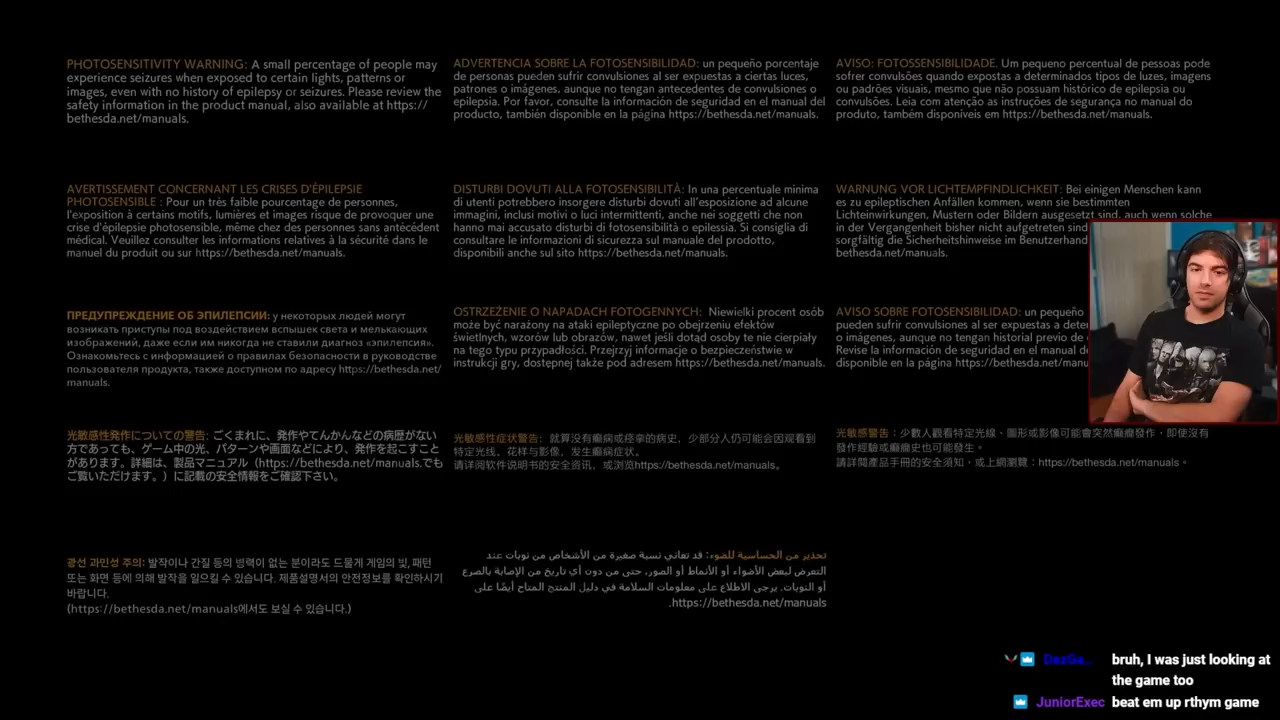 PHOTOSENSITIVITY WARNING: A small percentage of people may
experience seizures when exposed to certain lights, patterns or
images, even with no history of epilepsy or seizures. Please review the
safety information in the product manual, also available at https://
bethesda.net/manuals.
ADVERTENCIA SOBRE LA FOTOSENSIBILIDAD: un pequeño porcentaje
de personas pueden sufrir convulsiones al ser expuestas a ciertas luces,
patrones o imágenes, aunque no tengan antecedentes de convulsiones o
epilepsia. Por favor, consulte la información de seguridad en el manual del
producto, también disponible en la página https://bethesda.net/manuals.
AVISO: FOTOSSENSIBILIDADE. Um pequeno percentual de pessoas pode
sofrer convulsões quando expostas a determinados tipos de luzes, imagens
ou padrões visuais, mesmo que não possuam histórico de epilepsia ou
convulsões. Leia com atenção as instruções de segurança no manual do
produto, também disponíveis em https://bethesda.net/manuals.
AVERTISSEMENT CONCERNANT LES CRISES D'ÉPILEPSIE
PHOTOSENSIBLE : Pour un très faible pourcentage de personnes,
l'exposition à certains motifs, lumières et images risque de provoquer une
crise d'épilepsie photosensible, même chez des personnes sans antécédent
médical. Veuillez consulter les informations relatives à la sécurité dans le
manuel du produit ou sur https://bethesda.net/manuals.
DISTURBI DOVUTI ALLA FOTOSENSIBILITÀ: In una percentuale minima
di utenti potrebbero insorgere disturbi dovuti all'esposizione ad alcune
immagini, inclusi motivi o luci intermittenti, anche nei soggetti che non
hanno mai accusato disturbi di fotosensibilità o epilessia. Si consiglia di
consultare le informazioni di sicurezza sul manuale del prodotto,
disponibili anche sul sito https://bethesda.net/manuals.
WARNUNG VOR LICHTEMPFINDLICHKEIT: Bei einigen Menschen kann
es zu epileptischen Anfällen kommen, wenn sie bestimmten
Lichteinwirkungen, Mustern oder Bildern ausgesetzt sind, auch wenn solche
in der Vergangenheit bisher nicht aufgetreten sind
sorgfältig die Sicherheitshinweise im Benutzerhand
bethesda.net/manuals.
ПРЕДУПРЕЖДЕНИЕ ОБ ЭПИЛЕПСИИ: у некоторых людей могут
возникать приступы под воздействием вспышек света и мелькающих
изображений, даже если им никогда не ставили диагноз «эпилепсия».
Ознакомьтесь с информацией о правилах безопасности в руководстве
пользователя продукта, также доступном по адресу https://bethesda.net/
manuals.
OSTRZEŻENIE O NAPADACH FOTOGENNYCH: Niewielki procent osób
może być narażony na ataki epileptyczne po obejrzeniu efektów
świetlnych, wzorów lub obrazów, nawet jeśli dotąd osoby te nie cierpiały
na tego typu przypadłości. Przejrzyj informacje o bezpieczeństwie w
instrukcji gry, dostępnej także pod adresem https://bethesda.net/manuals.
AVISO SOBRE FOTOSENSIBILIDAD: un pequeño
pueden sufrir convulsiones al ser expuestas a deter
o imágenes, aunque no tengan historial previo de
Revise la información de seguridad en el manual de
disponible en la página https://bethesda.net/manu
光敏感性発作についての警告: ごくまれに、発作やてんかんなどの病歴がない
方であっても、ゲーム中の光、パターンや画面などにより、発作を起こすこと
があります。詳細は、製品マニュアル（https://bethesda.net/manuals.でも
ご覧いただけます。）に記載の安全情報をご確認下さい。
光敏感性症状警告: 就算没有癫痫或痉挛的病史，少部分人仍可能会因观看到
特定光线、花样与影像，发生癫痫症状。
请详阅软件说明书的安全资讯，或浏览https://bethesda.net/manuals。
光敏感警告：少數人觀看特定光線、圖形或影像可能會突然癲癇發作，即使沒有
發作經驗或癲癇史也可能發生。
請詳閱產品手冊的安全須知，或上網瀏覽：https://bethesda.net/manuals。
광선 과민성 주의: 발작이나 간질 등의 병력이 없는 분이라도 드물게 게임의 빛, 패턴
또는 화면 등에 의해 발작을 일으킬 수 있습니다. 제품설명서의 안전정보를 확인하시기
바랍니다.
(https://bethesda.net/manuals에서도 보실 수 있습니다.)
تحذير من الحساسية للضوء: قد تعاني نسبة صغيرة من الأشخاص من نوبات عند
التعرض لبعض الأضواء أو الأنماط أو الصور، حتى من دون أي تاريخ من الإصابة بالصرع
أو النوبات. يرجى الاطلاع على معلومات السلامة في دليل المنتج المتاح أيضًا على
https://bethesda.net/manuals.
bruh, I was just looking at
the game too
JuniorExec beat em up rthym game